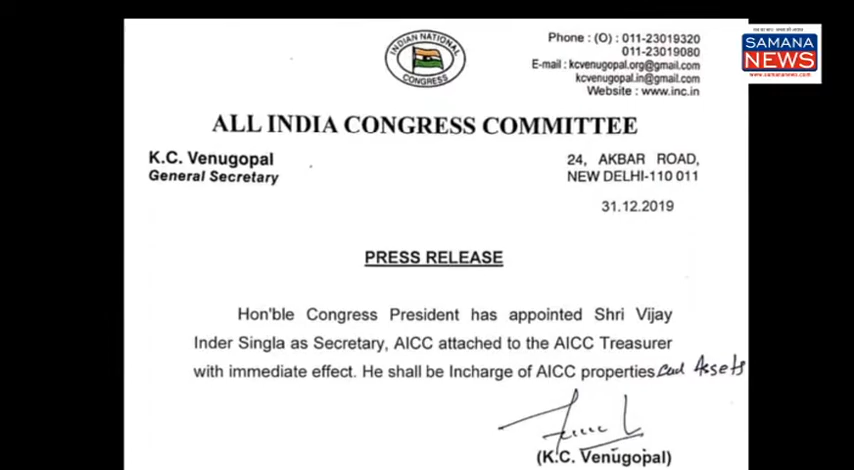 INDIAN NATIONAL
CONGRESS
Phone : (O) : 011-23019320
011-23019080
E-mail : kcvenugopal.org@gmail.com
kcvenugopal.in@gmail.com
Website : www.inc.in
SAMANA
NEWS
www.samananews.com
ALL INDIA CONGRESS COMMITTEE
K.C. Venugopal
General Secretary
24, AKBAR ROAD,
NEW DELHI-110 011
31.12.2019
PRESS RELEASE
Hon'ble Congress President has appointed Shri Vijay
Inder Singla as Secretary, AICC attached to the AICC Treasurer
with immediate effect. He shall be Incharge of AICC properties and Assets
(K.C. Venugopal)